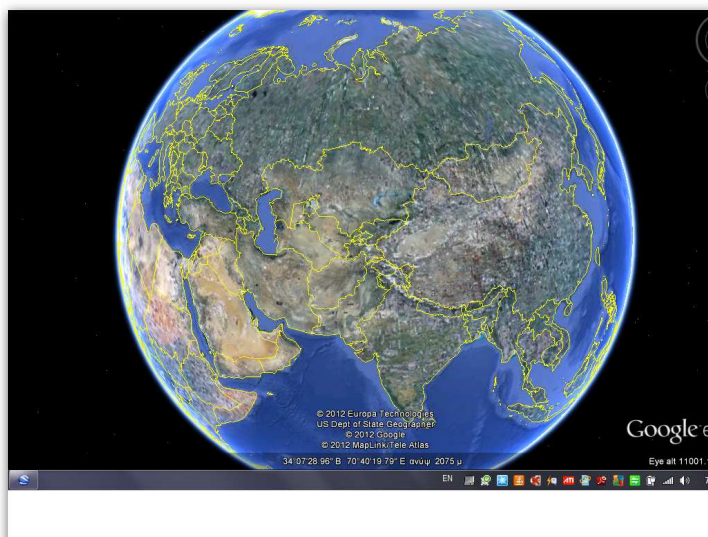 © 2012 Europa Technologies
US Dept of State Geographer
© 2012 Google
© 2012 MapLink/Tele Atlas
Google
34°07'28.96" Β  70°40'19.79" Ε  ανύψ  2075 μ
Eye alt 11001.
EN